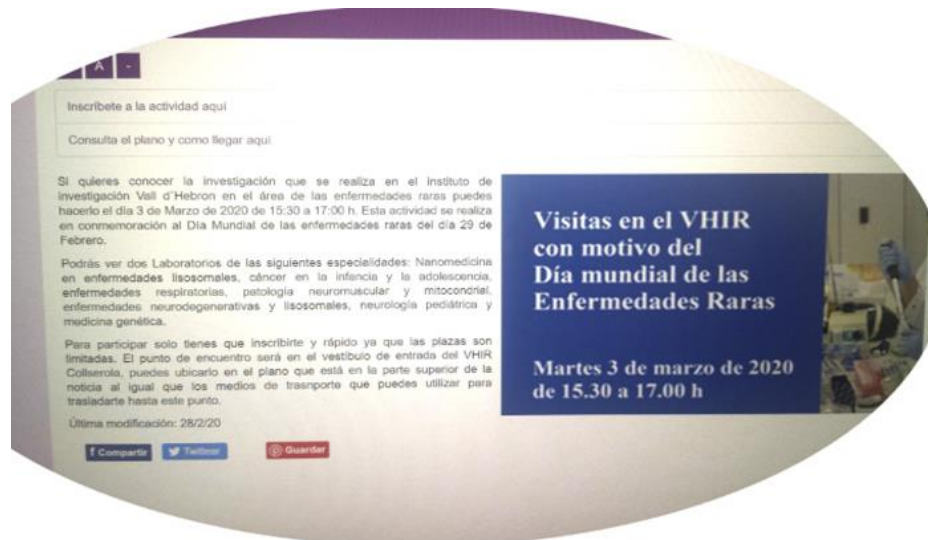 A -
Inscríbete a la actividad aquí
Consulta el plano y como llegar aquí
Si quieres conocer la investigación que se realiza en el Instituto de
investigación Vall d´Hebron en el área de las enfermedades raras puedes
hacerlo el día 3 de Marzo de 2020 de 15:30 a 17:00 h. Esta actividad se realiza
en conmemoración al Día Mundial de las enfermedades raras del día 29 de
Febrero.
Podrás ver dos Laboratorios de las siguientes especialidades: Nanomedicina
en enfermedades lisosomales, cáncer en la infancia y la adolescencia,
enfermedades respiratorias, patología neuromuscular y mitocondrial,
enfermedades neurodegenerativas y lisosomales, neurología pediátrica y
medicina genética.
Para participar solo tienes que inscribirte y rápido ya que las plazas son
limitadas. El punto de encuentro será en el vestíbulo de entrada del VHIR
Collserola, puedes ubicarlo en el plano que está en la parte superior de la
noticia al igual que los medios de trasnporte que puedes utilizar para
trasladarte hasta este punto.
Última modificación: 28/2/20
f Compartir Twittear Guardar
Visitas en el VHIR
con motivo del
Día mundial de las
Enfermedades Raras
Martes 3 de marzo de 2020
de 15.30 a 17.00 h